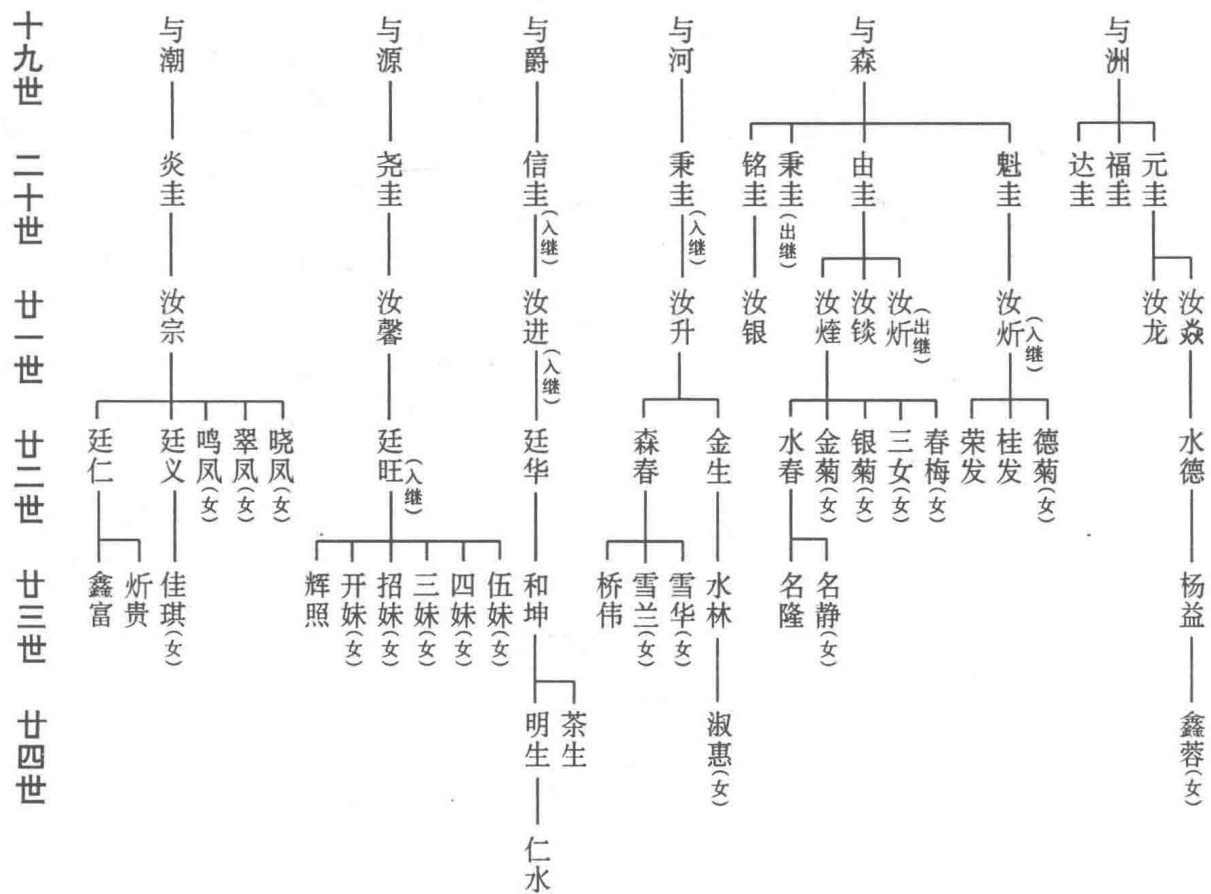 十九世
与潮
与源
与爵
与河
与森
与洲
二十世
炎圭
尧圭
信圭(入继)
秉圭(入继)
铭圭
秉圭(出继)
由圭
魁圭
达圭
福圭
元圭
廿一世
汝宗
汝馨
汝进(入继)
汝升
汝银
汝煃
汝锬
汝炘(出继)
汝炘(入继)
汝龙
汝焱
廿二世
廷仁
廷义
鸣凤(女)
翠凤(女)
晓凤(女)
廷旺(入继)
廷华
森春
金生
水春
金菊(女)
银菊(女)
三女(女)
春梅(女)
荣发
桂发
德菊(女)
水德
廿三世
鑫富
炘贵
佳琪(女)
辉照
开妹(女)
招妹(女)
三妹(女)
四妹(女)
伍妹(女)
和坤
桥伟
雪兰(女)
雪华(女)
水林
名隆
名静(女)
杨益
廿四世
明生
茶生
淑惠(女)
鑫蓉(女)
仁水